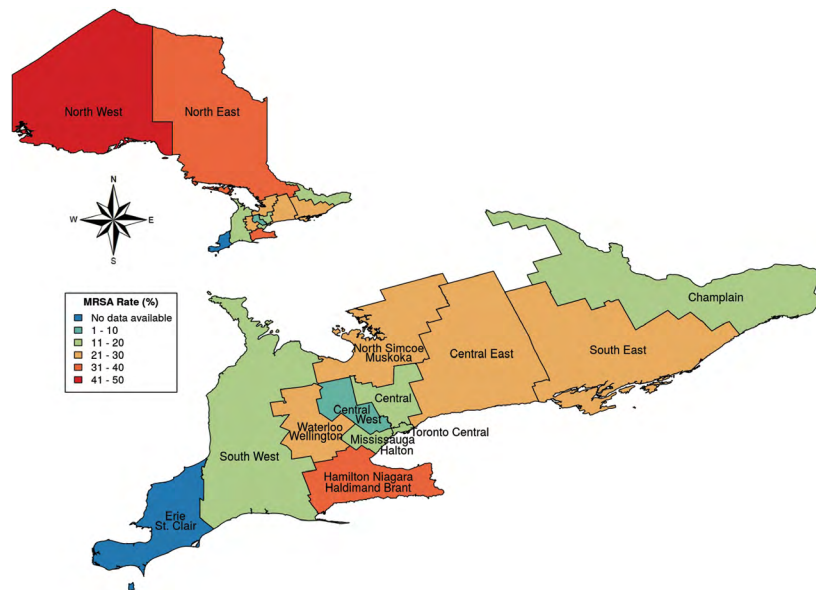 North West
North East
N
W
E
S
MRSA Rate (%)
No data available
1 - 10
11 - 20
21 - 30
31 - 40
41 - 50
Champlain
North Simcoe
Muskoka
Central East
South East
Central
Central
West
Waterloo
Wellington
Toronto Central
Mississauga
Halton
South West
Hamilton Niagara
Haldimand Brant
Erie
St. Clair